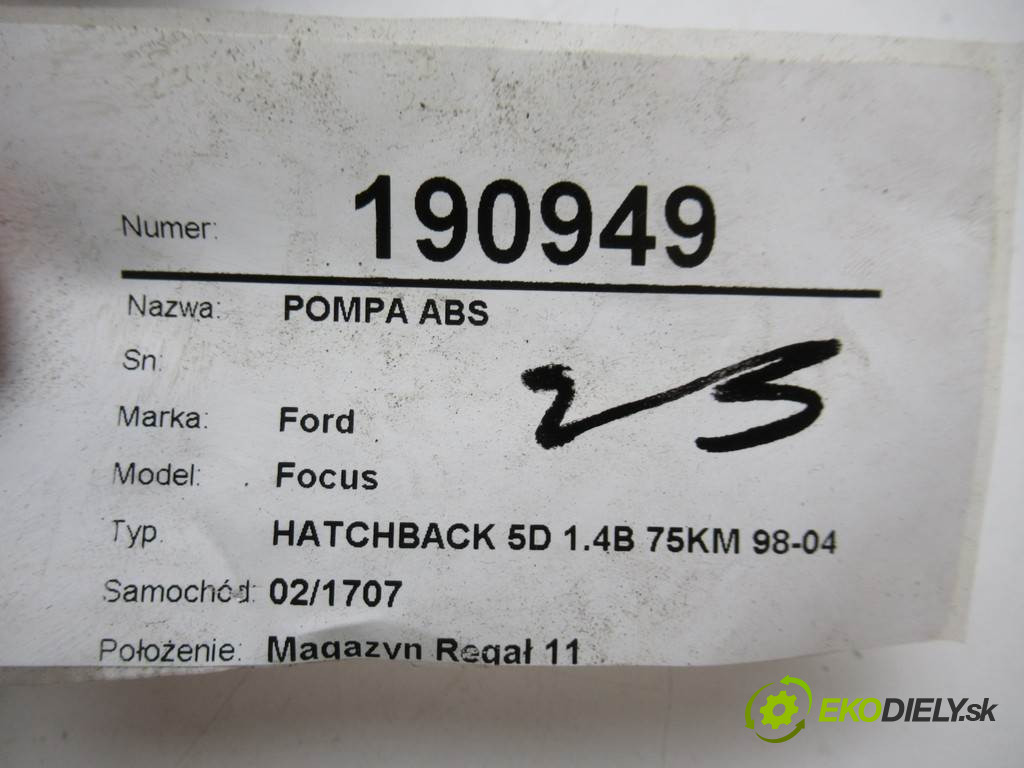 Numer: 190949
Nazwa: POMPA ABS
Sn:
25
Marka: Ford
Model: Focus
Typ. HATCHBACK 5D 1.4B 75KM 98-04
Samochód: 02/1707
Położenie: Magazyn Regał 11
EKODIELY.sk